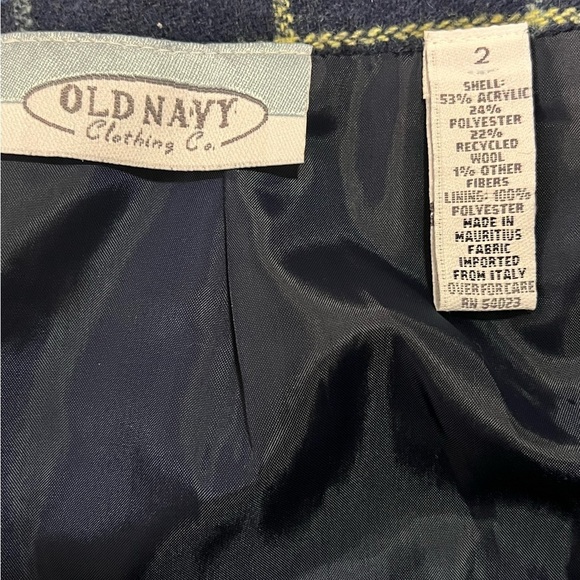 OLD NAVY
Clothing Co.
2
SHELL:
53% ACRYLIC
24%
POLYESTER
22%
RECYCLED
WOOL
1% OTHER
FIBERS
LINING: 100%
POLYESTER
MADE IN
MAURITIUS
FABRIC
IMPORTED
FROM ITALY
OVER FOR CARE
RN 54023